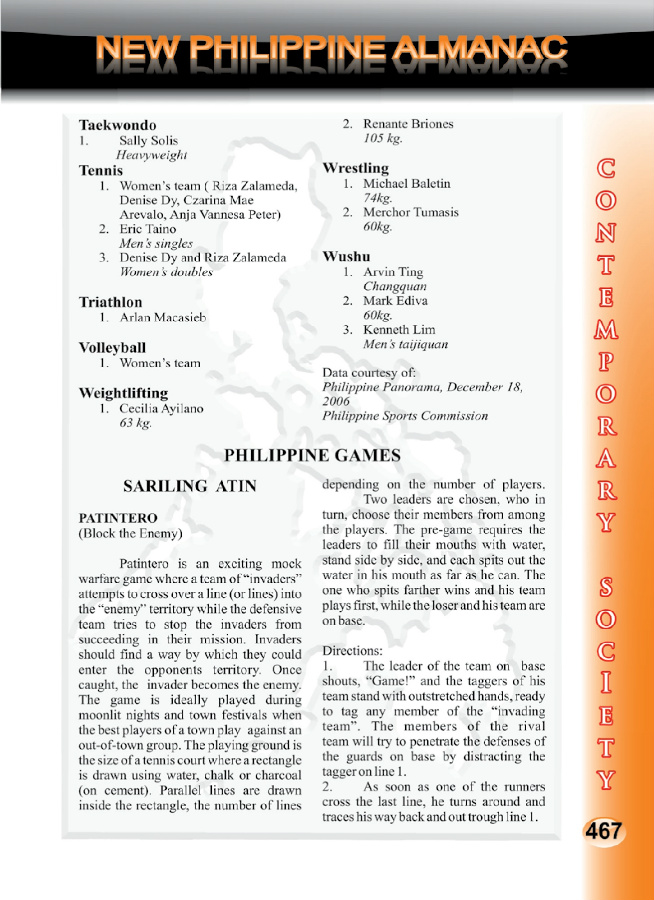 NEW PHILIPPINE ALMANAC
Taekwondo
1. Sally Solis
Heavyweight
Tennis
1. Women's team ( Riza Zalameda,
Denise Dy, Czarina Mae
Arevalo, Anja Vannesa Peter)
2. Eric Taino
Men's singles
3. Denise Dy and Riza Zalameda
Women's doubles
Triathlon
1. Arlan Macasieb
Volleyball
1. Women's team
Weightlifting
1. Cecilia Ayilano
63 kg.
2. Renante Briones
105 kg.
Wrestling
1. Michael Baletin
74kg.
2. Merchor Tumasis
60kg.
Wushu
1. Arvin Ting
Changquan
2. Mark Ediva
60kg.
3. Kenneth Lim
Men's taijiquan
Data courtesy of:
Philippine Panorama, December 18,
2006
Philippine Sports Commission
PHILIPPINE GAMES
SARILING ATIN
PATINTERO
(Block the Enemy)
Patintero is an exciting mock
warfare game where a team of "invaders"
attempts to cross over a line (or lines) into
the "enemy" territory while the defensive
team tries to stop the invaders from
succeeding in their mission. Invaders
should find a way by which they could
enter the opponents territory. Once
caught, the invader becomes the enemy.
The game is ideally played during
moonlit nights and town festivals when
the best players of a town play against an
out-of-town group. The playing ground is
the size of a tennis court where a rectangle
is drawn using water, chalk or charcoal
(on cement). Parallel lines are drawn
inside the rectangle, the number of lines
depending on the number of players.
Two leaders are chosen, who in
turn, choose their members from among
the players. The pre-game requires the
leaders to fill their mouths with water,
stand side by side, and each spits out the
water in his mouth as far as he can. The
one who spits farther wins and his team
plays first, while the loser and his team are
on base.
Directions:
1. The leader of the team on base
shouts, "Game!" and the taggers of his
team stand with outstretched hands, ready
to tag any member of the "invading
team". The members of the rival
team will try to penetrate the defenses of
the guards on base by distracting the
tagger on line 1.
2. As soon as one of the runners
cross the last line, he turns around and
traces his way back and out trough line 1.
CONTEMPORARY SOCIETY
467